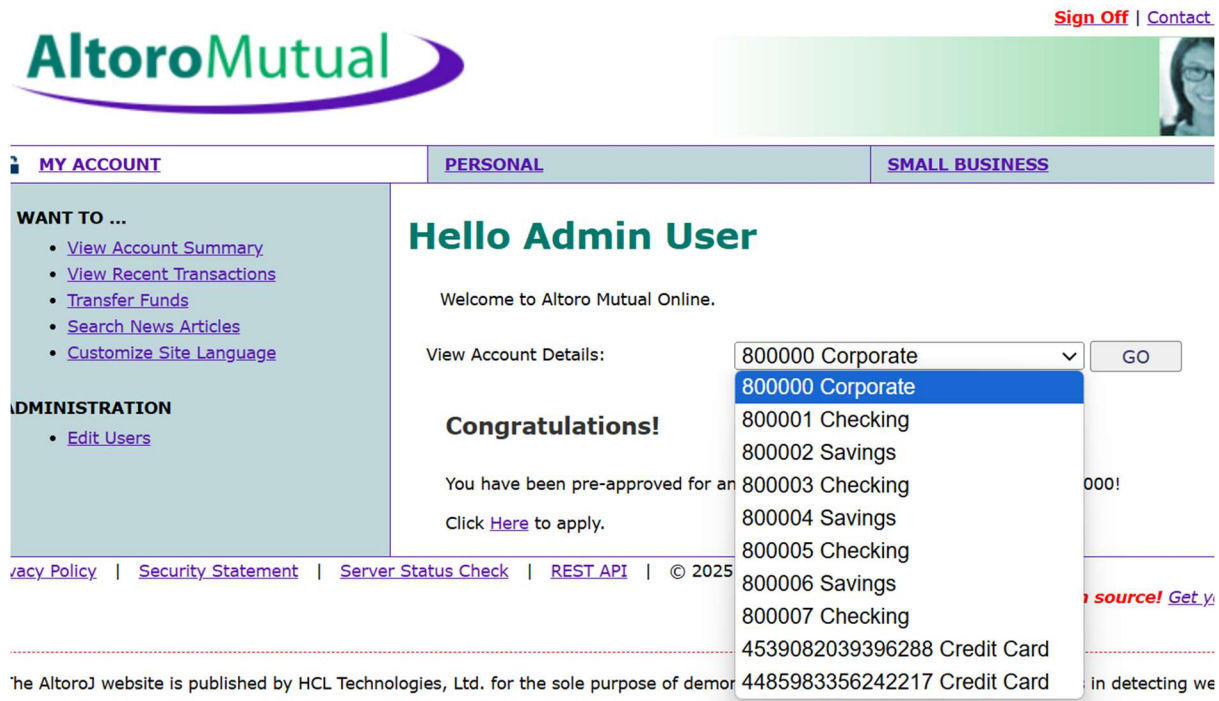 Sign Off | Contact
AltoroMutual
MY ACCOUNT
PERSONAL
SMALL BUSINESS
WANT TO ...
• View Account Summary
• View Recent Transactions
• Transfer Funds
• Search News Articles
• Customize Site Language
ADMINISTRATION
• Edit Users
Hello Admin User
Welcome to Altoro Mutual Online.
View Account Details:
800000 Corporate
GO
800000 Corporate
800001 Checking
800002 Savings
800003 Checking
800004 Savings
800005 Checking
800006 Savings
800007 Checking
4539082039396288 Credit Card
4485983356242217 Credit Card
Congratulations!
You have been pre-approved for an 000!
Click Here to apply.
vacy Policy | Security Statement | Server Status Check | REST API | © 2025
source! Get y
The AltoroJ website is published by HCL Technologies, Ltd. for the sole purpose of demor in detecting we